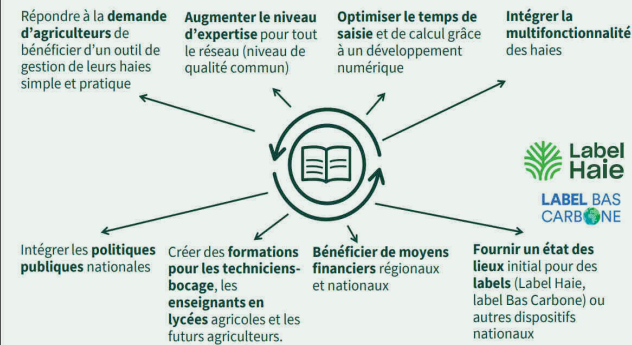 Répondre à la demande
d'agriculteurs de
bénéficier d'un outil de
gestion de leurs haies
simple et pratique
Augmenter le niveau
d'expertise pour tout
le réseau (niveau de
qualité commun)
Optimiser le temps de
saisie et de calcul grâce
à un développement
numérique
Intégrer la
multifonctionnalité
des haies
Label
Haie
LABEL BAS
CARBONE
Intégrer les politiques
publiques nationales
Créer des formations
pour les techniciens-
bocage, les
enseignants en
lycées agricoles et les
futurs agriculteurs.
Bénéficier de moyens
financiers régionaux
et nationaux
Fournir un état des
lieux initial pour des
labels (Label Haie,
label Bas Carbone) ou
autres dispositifs
nationaux